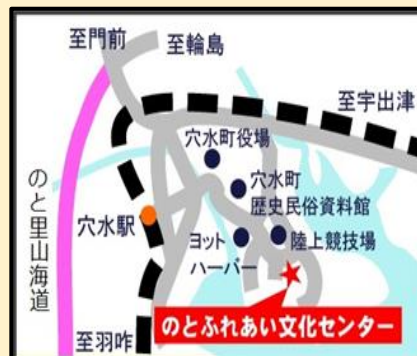 至門前
至輪島
至宇出津
穴水町役場
穴水町
歴史民俗資料館
のと里山海道
穴水駅
ヨット
ハーバー
陸上競技場
のとふれあい文化センター
至羽咋